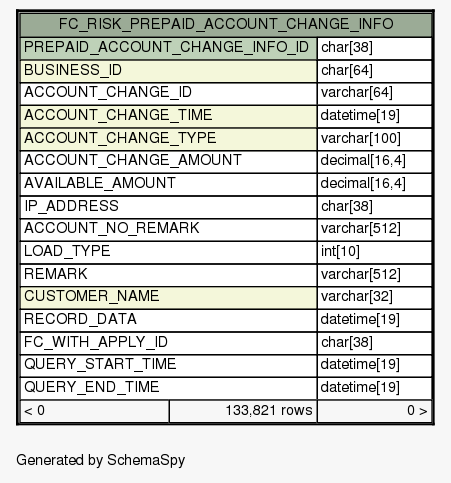 FC_RISK_PREPAID_ACCOUNT_CHANGE_INFO
PREPAID_ACCOUNT_CHANGE_INFO_ID char[38]
BUSINESS_ID char[64]
ACCOUNT_CHANGE_ID varchar[64]
ACCOUNT_CHANGE_TIME datetime[19]
ACCOUNT_CHANGE_TYPE varchar[100]
ACCOUNT_CHANGE_AMOUNT decimal[16,4]
AVAILABLE_AMOUNT decimal[16,4]
IP_ADDRESS char[38]
ACCOUNT_NO_REMARK varchar[512]
LOAD_TYPE int[10]
REMARK varchar[512]
CUSTOMER_NAME varchar[32]
RECORD_DATA datetime[19]
FC_WITH_APPLY_ID char[38]
QUERY_START_TIME datetime[19]
QUERY_END_TIME datetime[19]
< 0 133,821 rows 0 >
Generated by SchemaSpy